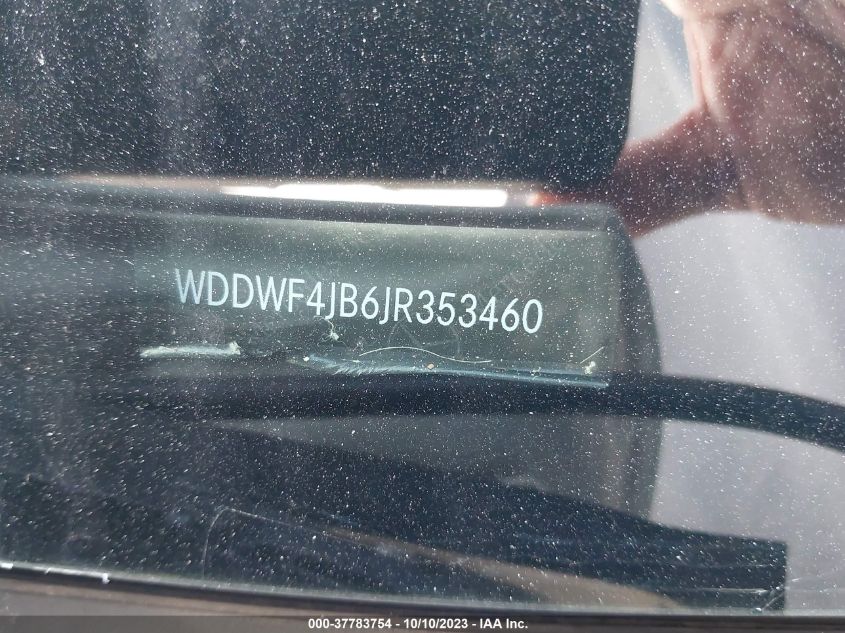 WDDWF4JB6JR353460
000-37783754 - 10/10/2023 - IAA Inc.